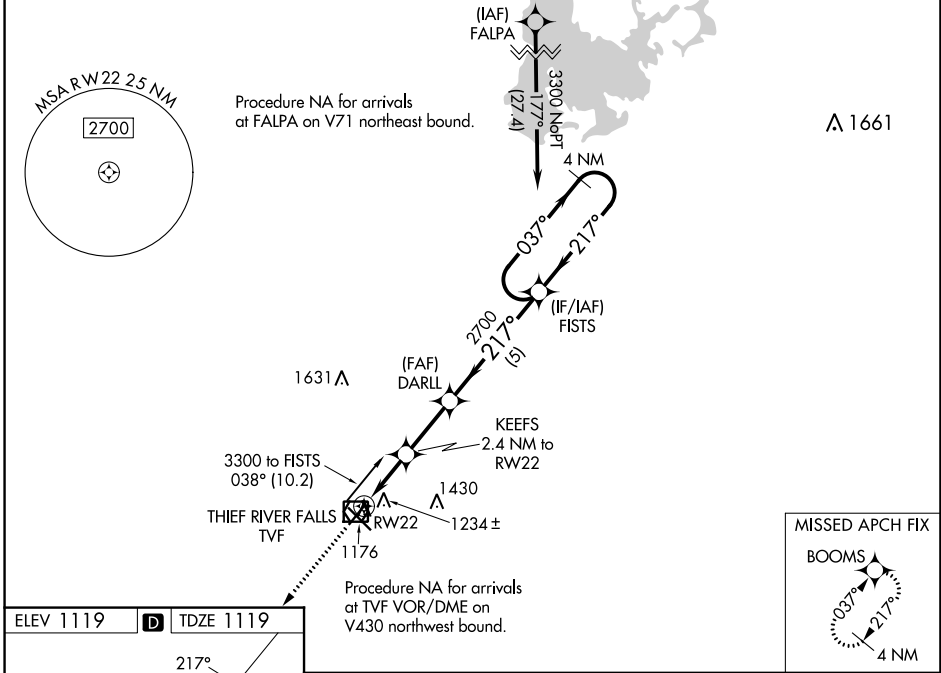 (IAF)
FALPA
MSA RW22 25 NM
2700
Procedure NA for arrivals
at FALPA on V71 northeast bound.
3300 NoPT
177°
(27.4)
1661
4 NM
037°
217°
(IF/IAF)
FISTS
2700
217°
(5)
(FAF)
DARLL
1631
KEEFS
2.4 NM to
RW22
3300 to FISTS
038° (10.2)
1430
THIEF RIVER FALLS
TVF
RW22
1234 ±
1176
Procedure NA for arrivals
at TVF VOR/DME on
V430 northwest bound.
MISSED APCH FIX
BOOMS
037°
217°
4 NM
ELEV 1119 D TDZE 1119
217°